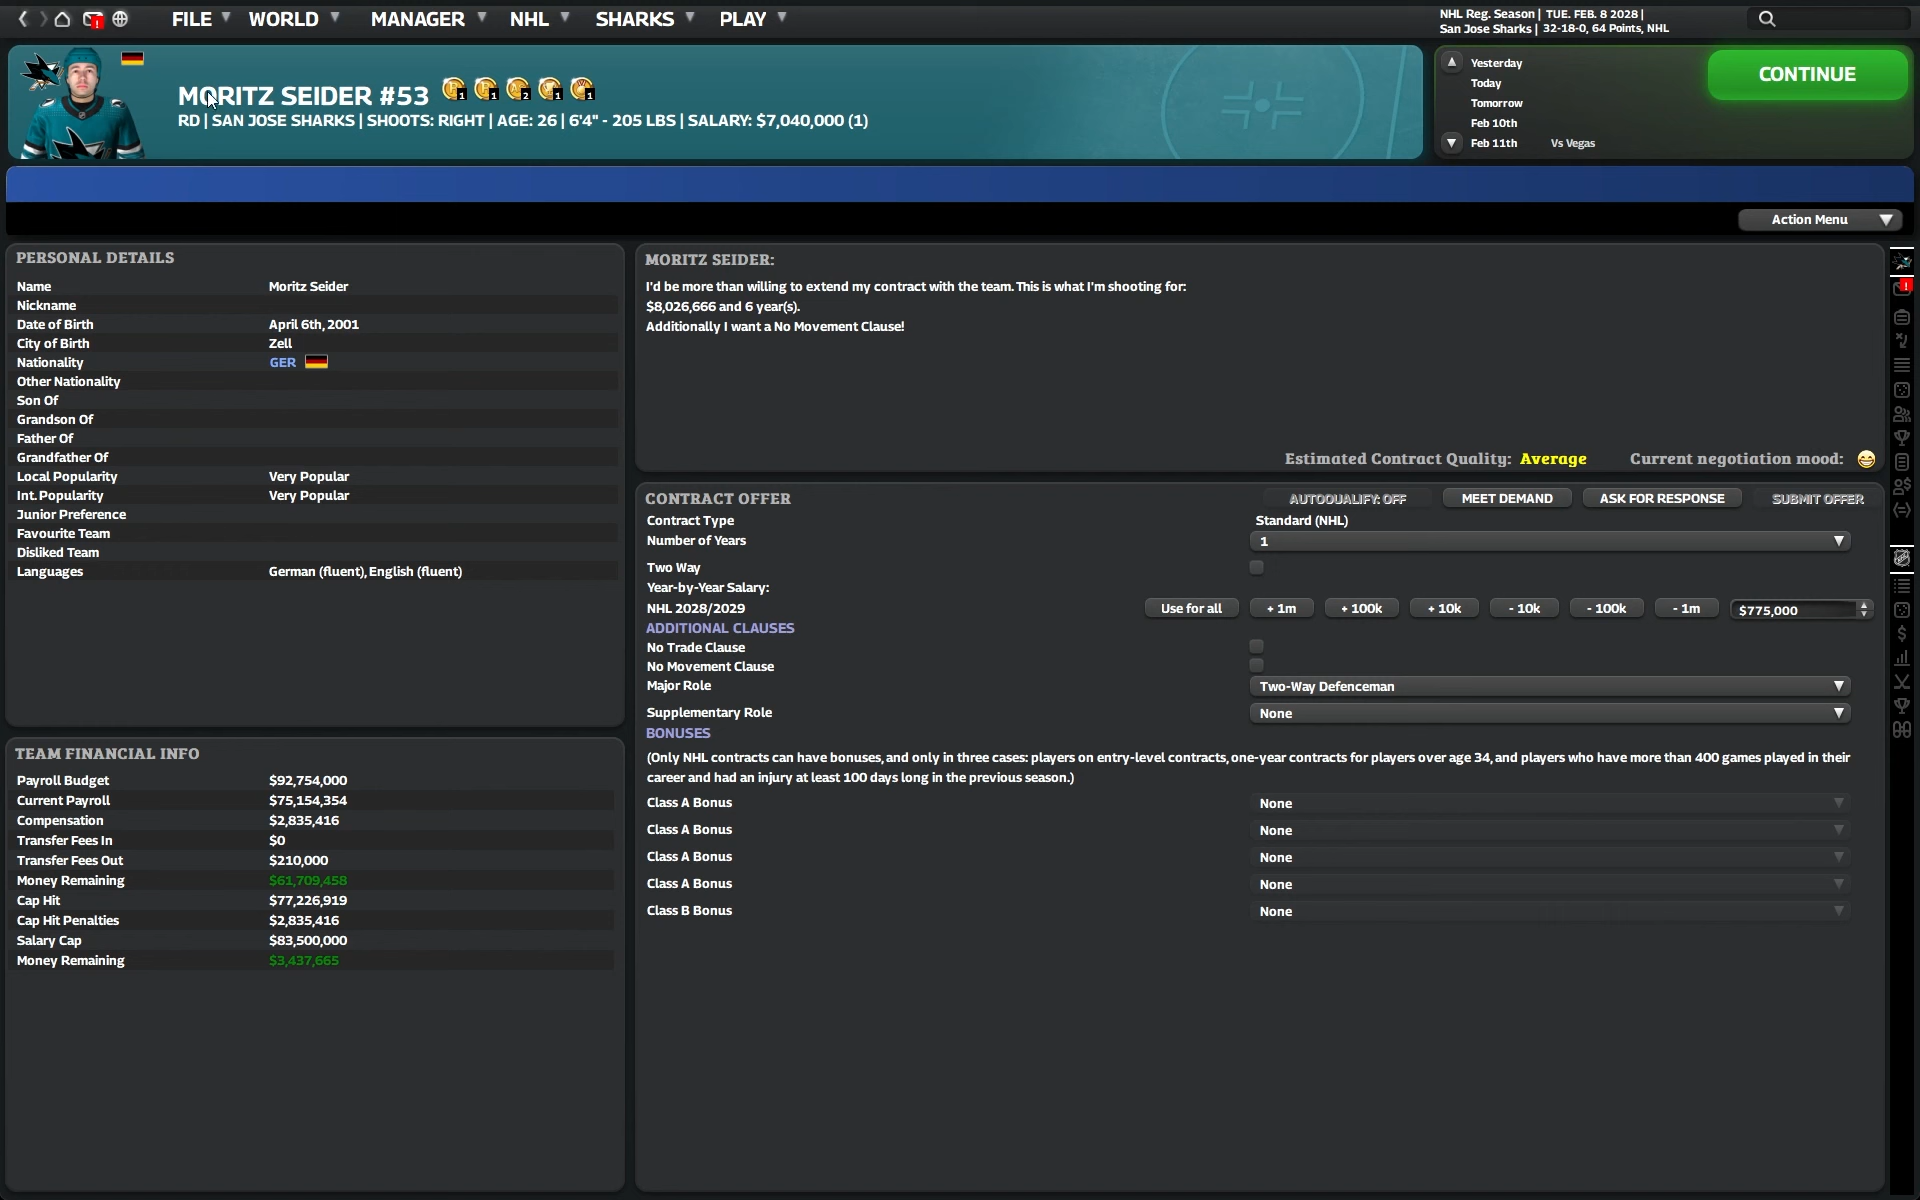 FILE WORLD MANAGER NHL SHARKS PLAY
NHL Reg. Season | TUE. FEB. 8 2028 |
San Jose Sharks | 32-18-0, 64 Points, NHL
MORITZ SEIDER #53
RD | SAN JOSE SHARKS | SHOOTS: RIGHT | AGE: 26 | 6'4" - 205 LBS | SALARY: $7,040,000 (1)
Yesterday
Today
Tomorrow
Feb 10th
Feb 11th Vs Vegas
CONTINUE
Action Menu
PERSONAL DETAILS
Name Moritz Seider
Nickname
Date of Birth April 6th, 2001
City of Birth Zell
Nationality GER
Other Nationality
Son Of
Grandson Of
Father Of
Grandfather Of
Local Popularity Very Popular
Int. Popularity Very Popular
Junior Preference
Favourite Team
Disliked Team
Languages German (fluent), English (fluent)
TEAM FINANCIAL INFO
Payroll Budget $92,754,000
Current Payroll $75,154,354
Compensation $2,835,416
Transfer Fees In $0
Transfer Fees Out $210,000
Money Remaining $61,709,458
Cap Hit $77,226,919
Cap Hit Penalties $2,835,416
Salary Cap $83,500,000
Money Remaining $3,437,665
MORITZ SEIDER:
I'd be more than willing to extend my contract with the team. This is what I'm shooting for:
$8,026,666 and 6 year(s).
Additionally I want a No Movement Clause!
Estimated Contract Quality: Average Current negotiation mood:
CONTRACT OFFER AUTOQUALIFY: OFF MEET DEMAND ASK FOR RESPONSE SUBMIT OFFER
Contract Type Standard (NHL)
Number of Years 1
Two Way
Year-by-Year Salary:
NHL 2028/2029 Use for all + 1m + 100k + 10k - 10k - 100k - 1m $775,000
ADDITIONAL CLAUSES
No Trade Clause
No Movement Clause
Major Role Two-Way Defenceman
Supplementary Role None
BONUSES
(Only NHL contracts can have bonuses, and only in three cases: players on entry-level contracts, one-year contracts for players over age 34, and players who have more than 400 games played in their
career and had an injury at least 100 days long in the previous season.)
Class A Bonus None
Class A Bonus None
Class A Bonus None
Class A Bonus None
Class B Bonus None